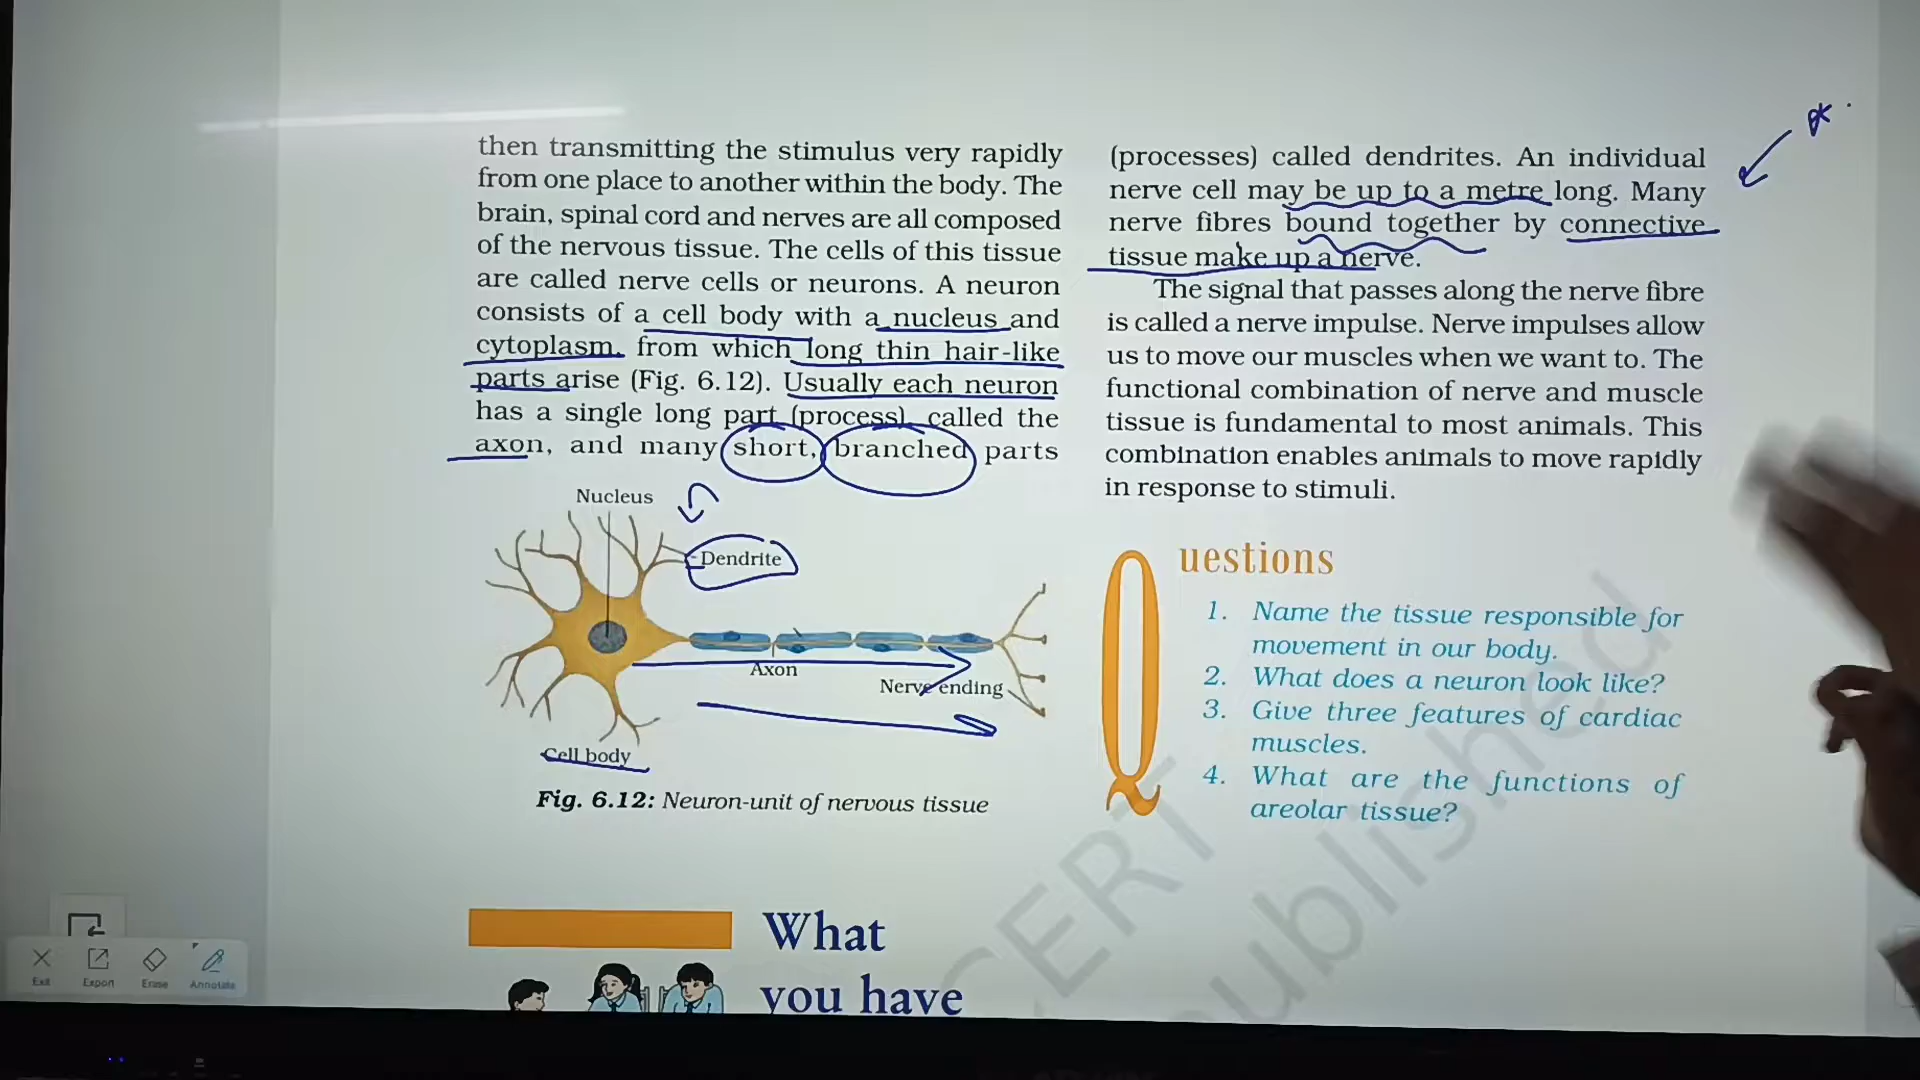 then transmitting the stimulus very rapidly
from one place to another within the body. The
brain, spinal cord and nerves are all composed
of the nervous tissue. The cells of this tissue
are called nerve cells or neurons. A neuron
consists of a cell body with a nucleus and
cytoplasm, from which long thin hair-like
parts arise (Fig. 6.12). Usually each neuron
has a single long part (process), called the
axon, and many short, branched parts
Nucleus
Dendrite
Axon
Nerve ending
Cell body
Fig. 6.12: Neuron-unit of nervous tissue
(processes) called dendrites. An individual
nerve cell may be up to a metre long. Many
nerve fibres bound together by connective
tissue make up a nerve.
The signal that passes along the nerve fibre
is called a nerve impulse. Nerve impulses allow
us to move our muscles when we want to. The
functional combination of nerve and muscle
tissue is fundamental to most animals. This
combination enables animals to move rapidly
in response to stimuli.
Questions
1. Name the tissue responsible for
movement in our body.
2. What does a neuron look like?
3. Give three features of cardiac
muscles.
4. What are the functions of
areolar tissue?
What
you have
Exit Export Erase Annotate